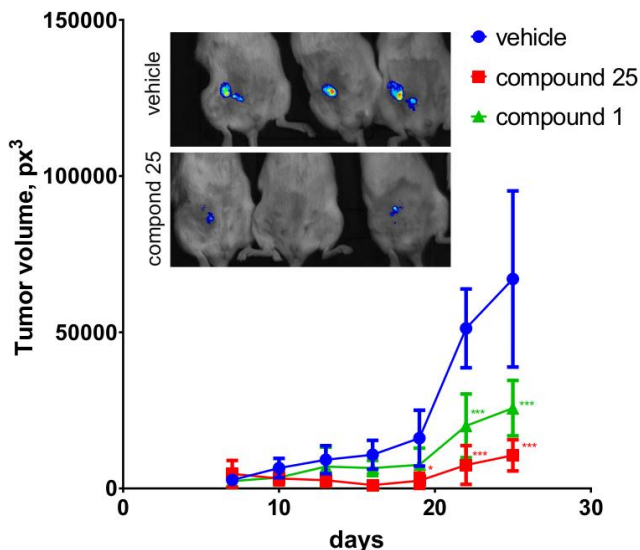 150000
100000
50000
0
Tumor volume, px³
vehicle
compond 25
vehicle
compound 25
compound 1
***
***
*
***
***
0
10
20
30
days